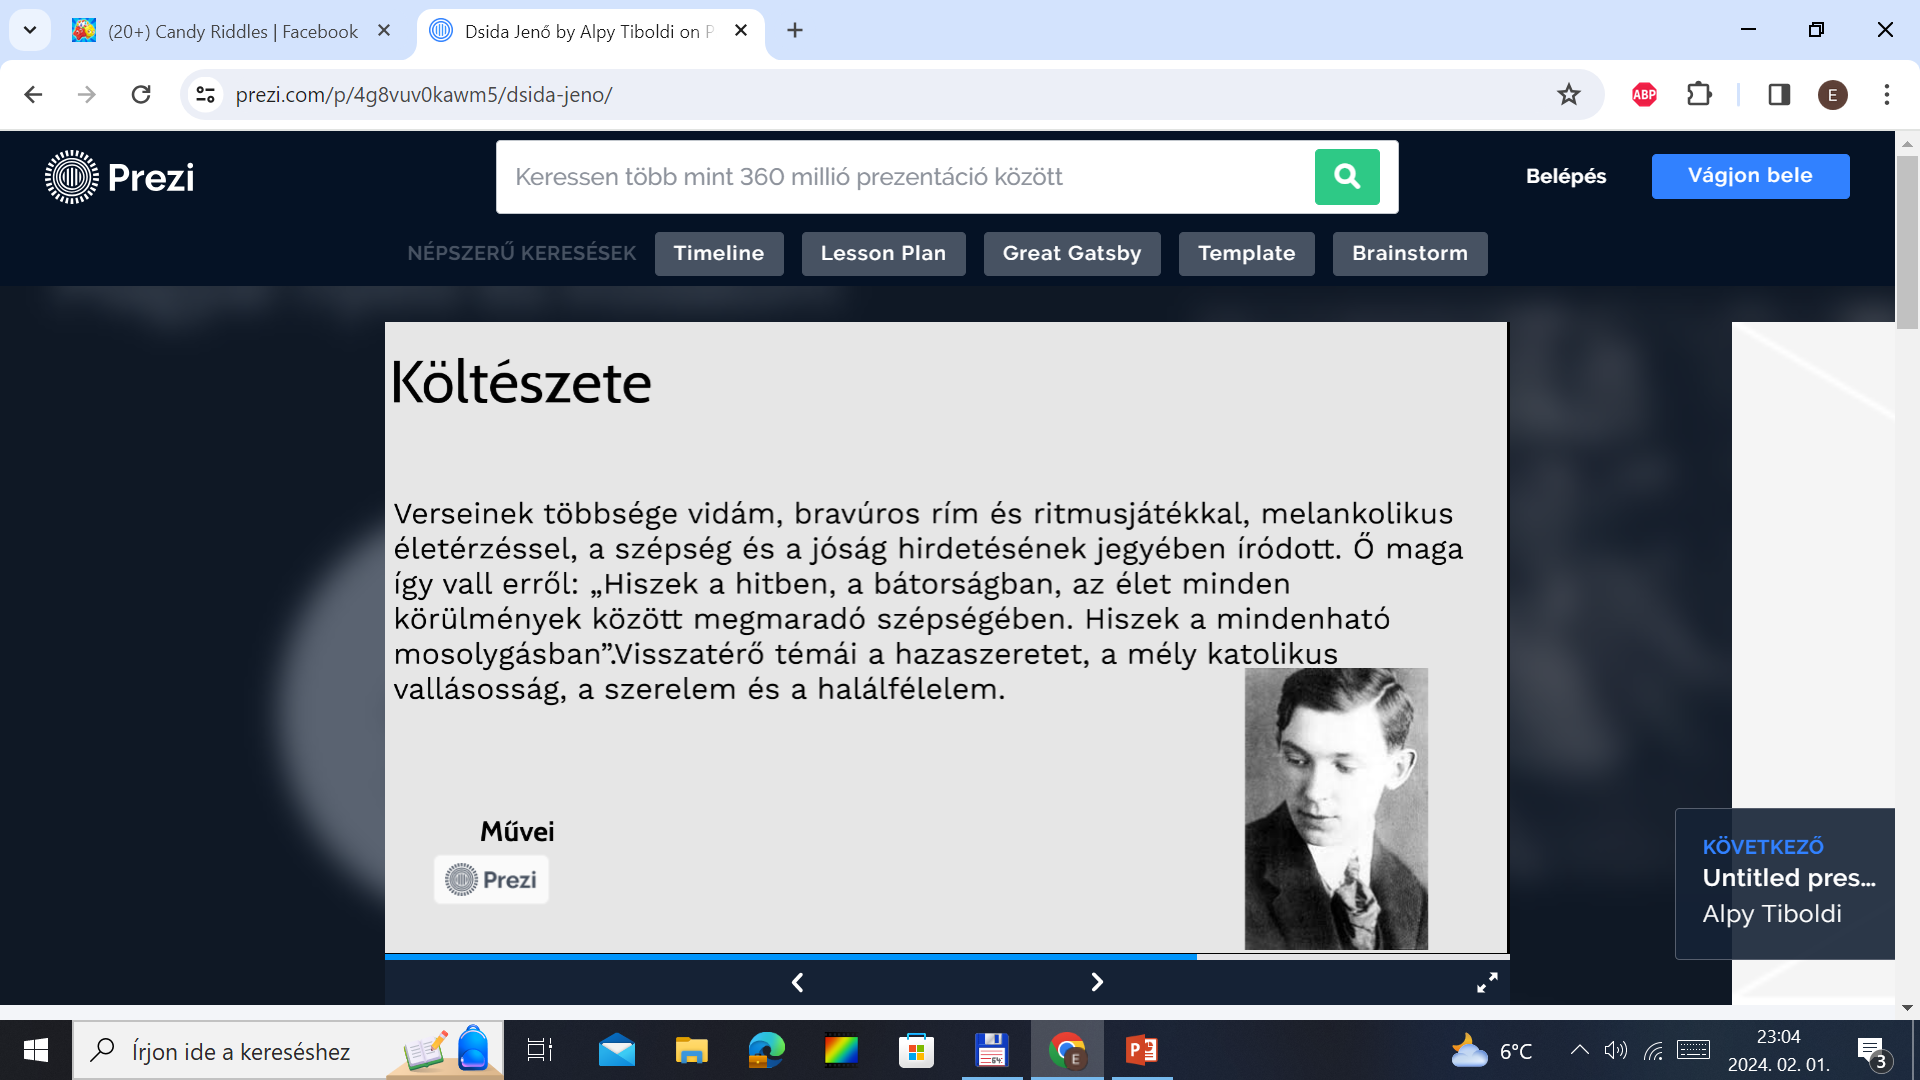 (20+) Candy Riddles | Facebook
Dsida Jenő by Alpy Tiboldi on P
prezi.com/p/4g8vuv0kawm5/dsida-jeno/
ABP
E
Prezi
Keressen több mint 360 millió prezentáció között
Belépés
Vágjon bele
NÉPSZERŰ KERESÉSEK
Timeline
Lesson Plan
Great Gatsby
Template
Brainstorm
Költészete
Verseinek többsége vidám, bravúros rím és ritmusjátékkal, melankolikus
életérzéssel, a szépség és a jóság hirdetésének jegyében íródott. Ő maga
így vall erről: „Hiszek a hitben, a bátorságban, az élet minden
körülmények között megmaradó szépségében. Hiszek a mindenható
mosolygásban”.Visszatérő témái a hazaszeretet, a mély katolikus
vallásosság, a szerelem és a halálfélelem.
Művei
Prezi
KÖVETKEZŐ
Untitled pres...
Alpy Tiboldi
Írjon ide a kereséshez
64
E
P
6°C
23:04
2024. 02. 01.
3